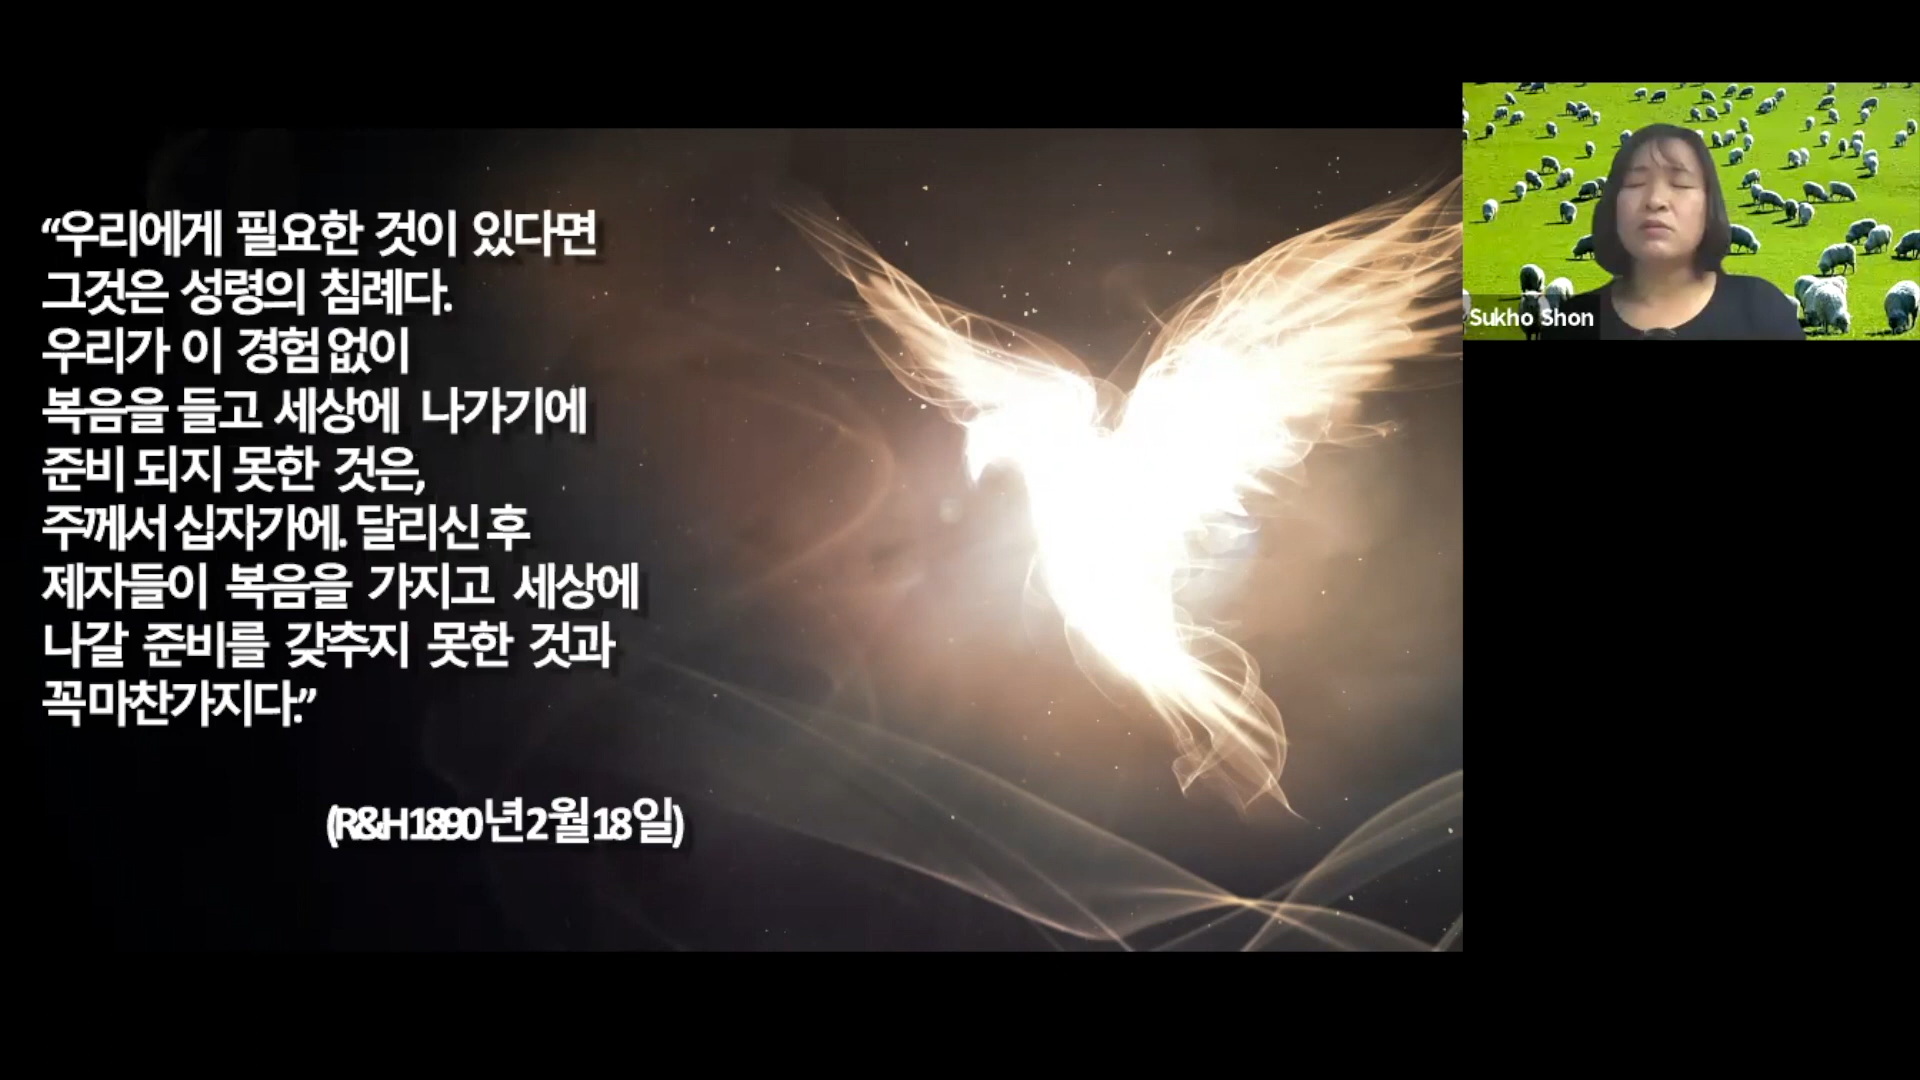 “우리에게 필요한 것이 있다면
그것은 성령의 침례다.
우리가 이 경험 없이
복음을 들고 세상에 나가기에
준비 되지 못한 것은,
주께서 십자가에. 달리신 후
제자들이 복음을 가지고 세상에
나갈 준비를 갖추지 못한 것과
꼭 마찬가지다.”
(R&H 1890년 2월 18일)
Sukho Shon